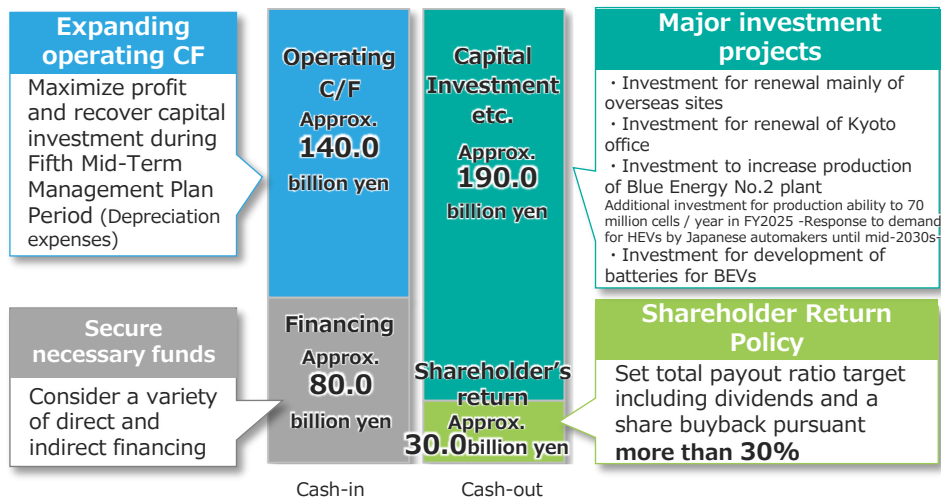 Expanding
operating CF
Maximize profit
and recover capital
investment during
Fifth Mid-Term
Management Plan
Period (Depreciation
expenses)
Secure
necessary funds
Consider a variety
of direct and
indirect financing
Operating
C/F
Approx.
140.0
billion yen
Financing
Approx.
80.0
billion yen
Cash-in
Capital
Investment
etc.
Approx.
190.0
billion yen
Shareholder's
return
Approx.
30.0billion yen
Cash-out
Major investment
projects
・Investment for renewal mainly of
overseas sites
・Investment for renewal of Kyoto
office
・Investment to increase production
of Blue Energy No.2 plant
Additional investment for production ability to 70
million cells / year in FY2025 -Response to demand
for HEVs by Japanese automakers until mid-2030s-
・Investment for development of
batteries for BEVs
Shareholder Return
Policy
Set total payout ratio target
including dividends and a
share buyback pursuant
more than 30%